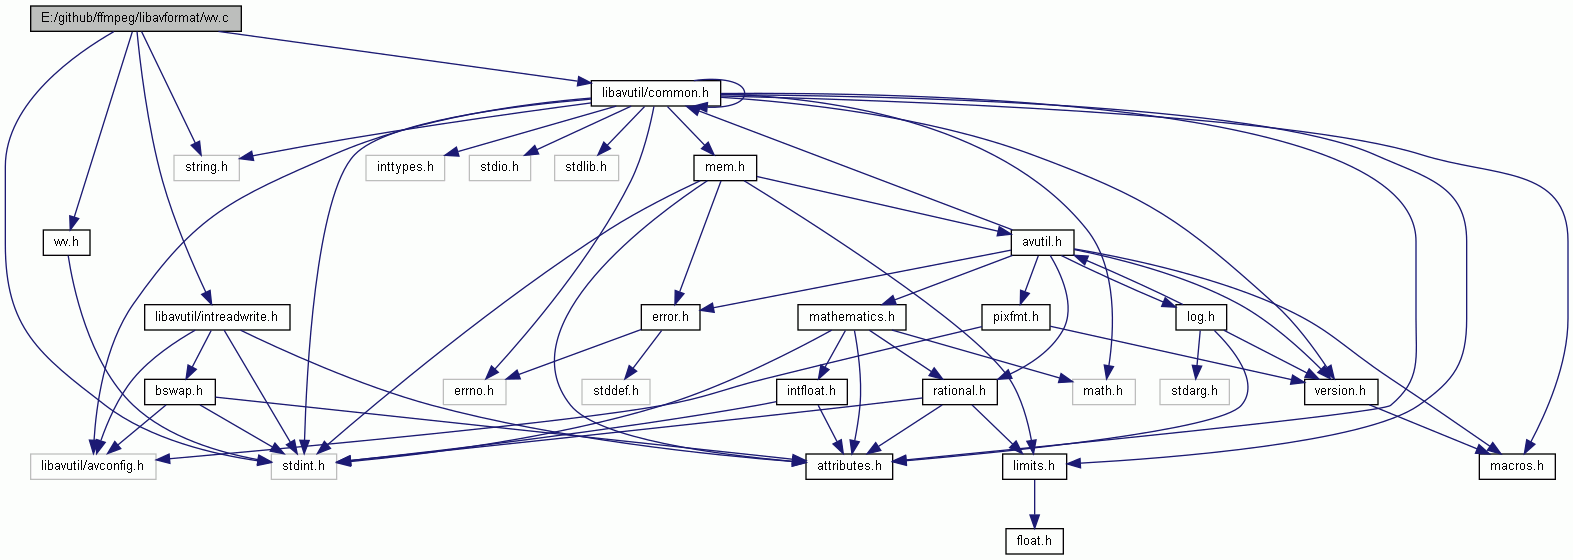 E:/github/ffmpeg/libavformat/wv.c
libavutil/common.h
string.h
inttypes.h
stdio.h
stdlib.h
mem.h
wv.h
avutil.h
libavutil/intreadwrite.h
error.h
mathematics.h
pixfmt.h
log.h
bswap.h
errno.h
stddef.h
intfloat.h
rational.h
math.h
stdarg.h
version.h
libavutil/avconfig.h
stdint.h
attributes.h
limits.h
macros.h
float.h